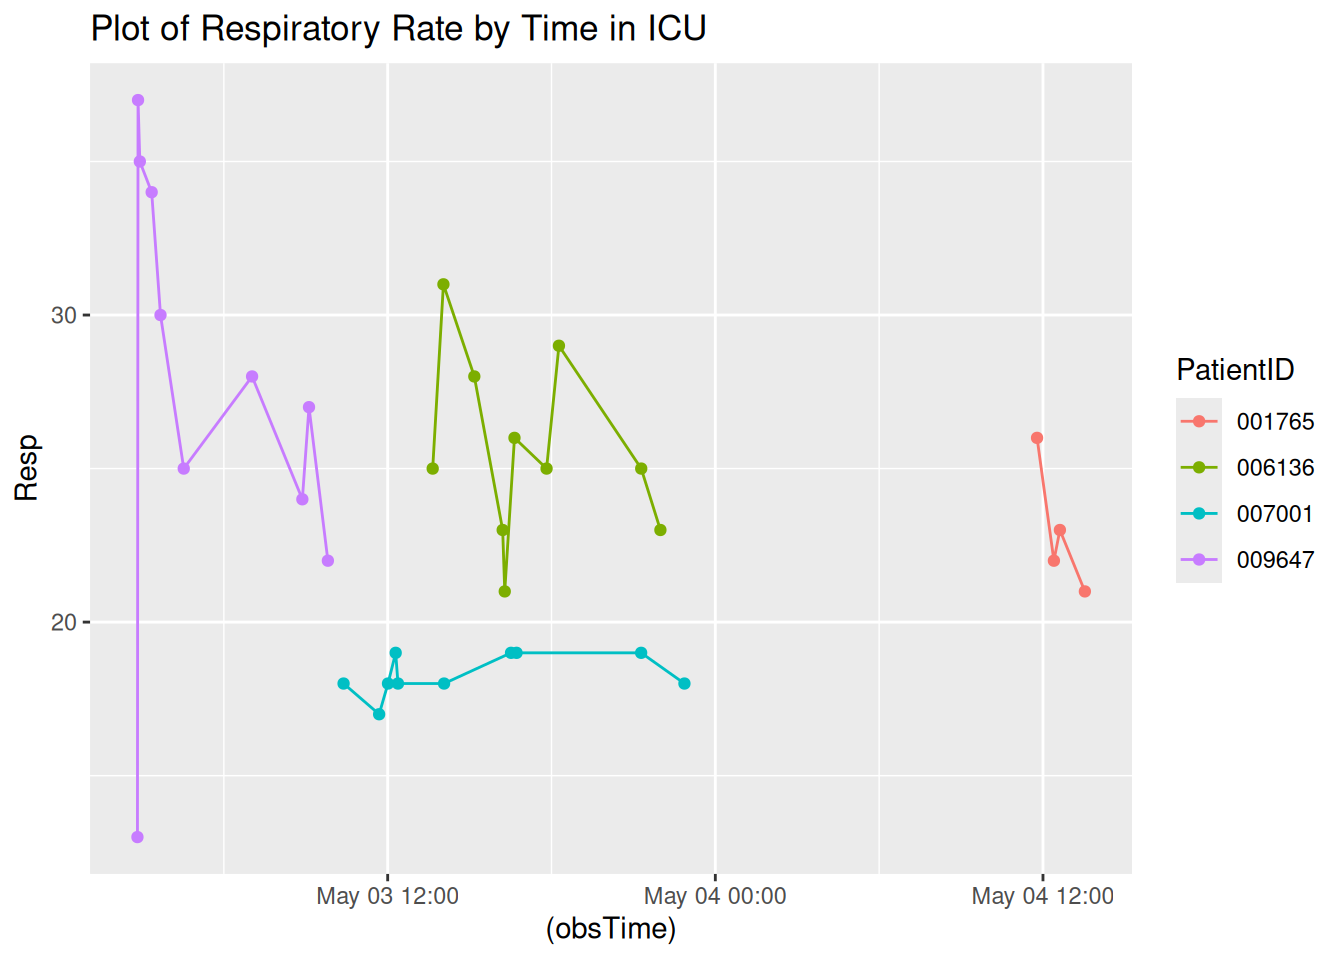 Plot of Respiratory Rate by Time in ICU
Resp
30
20
May 03 12:00
May 04 00:00
May 04 12:00
(obsTime)
PatientID
001765
006136
007001
009647